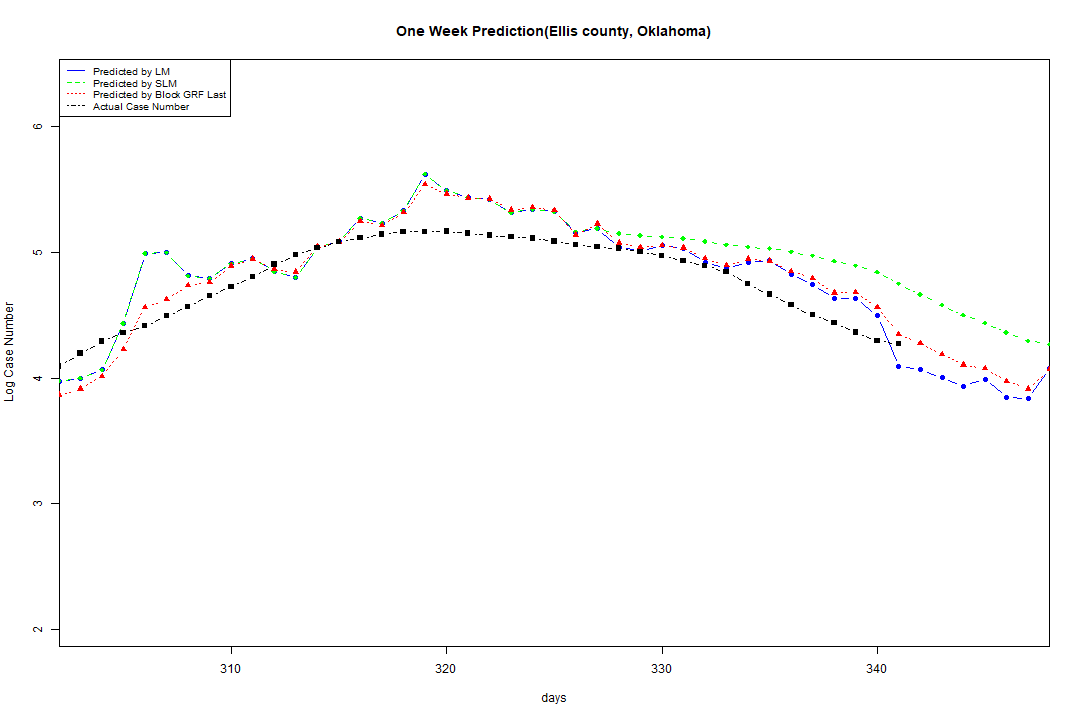 One Week Prediction(Ellis county, Oklahoma)
Predicted by LM
Predicted by SLM
Predicted by Block GRF Last
Actual Case Number
6
5
4
3
2
Log Case Number
310 320 330 340
days